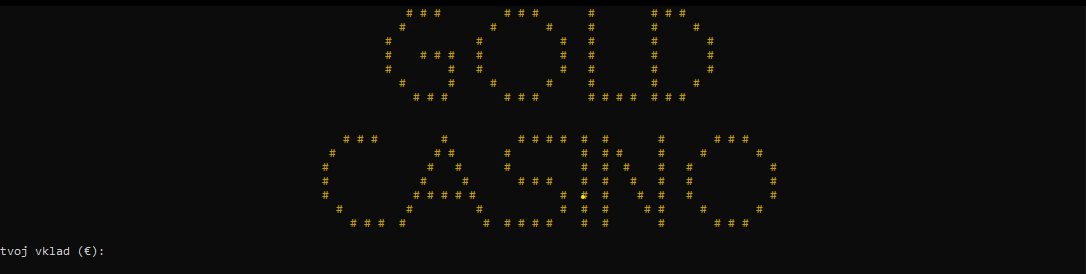 GOLD
CASINO
tvoj vklad (€):